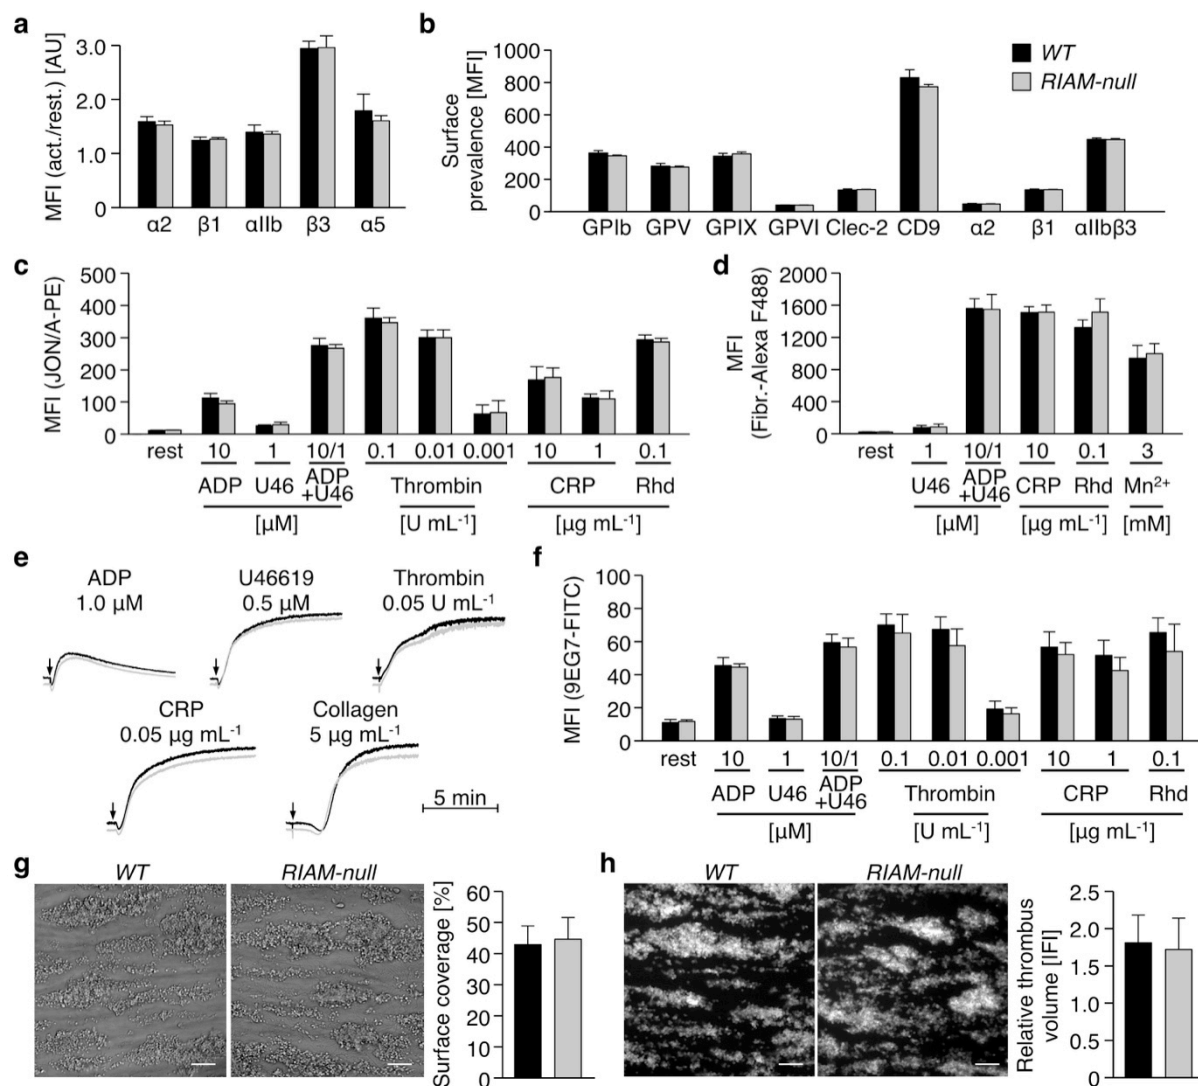 a
MFI (act./rest.) [AU]
3.0
2.0
1.0
0
α2 β1 αIIb β3 α5
b
Surface
prevalence [MFI]
1000
800
600
400
200
0
GPIb GPV GPIX GPVI Clec-2 CD9 α2 β1 αIIbβ3
WT
RIAM-null
c
MFI (JON/A-PE)
500
400
300
200
100
0
rest 10 1 10/1 0.1 0.01 0.001 10 1 0.1
ADP U46 ADP
+U46 Thrombin CRP Rhd
[µM] [U mL⁻¹] [µg mL⁻¹]
d
MFI
(Fibr.-Alexa F488)
2000
1600
1200
800
400
0
rest 1 10/1 10 0.1 3
U46 ADP
+U46 CRP Rhd Mn²⁺
[µM] [µg mL⁻¹] [mM]
e
ADP
1.0 µM
U46619
0.5 µM
Thrombin
0.05 U mL⁻¹
CRP
0.05 µg mL⁻¹
Collagen
5 µg mL⁻¹
5 min
f
MFI (9EG7-FITC)
100
80
60
40
20
0
rest 10 1 10/1 0.1 0.01 0.001 10 1 0.1
ADP U46 ADP
+U46 Thrombin CRP Rhd
[µM] [U mL⁻¹] [µg mL⁻¹]
g
WT RIAM-null
Surface coverage [%]
60
50
40
30
20
10
0
h
WT RIAM-null
Relative thrombus
volume [IFI]
2.5
2.0
1.5
1.0
0.5
0